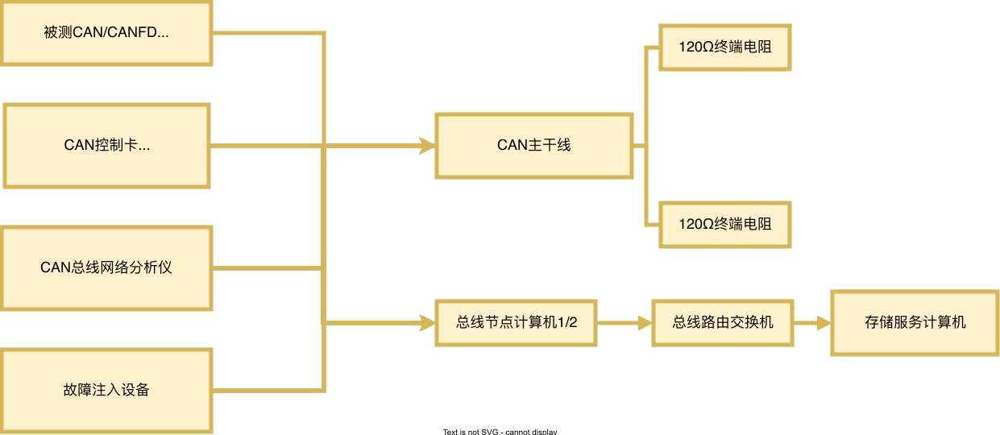 被测CAN/CANFD...
120Ω终端电阻
CAN控制卡...
CAN主干线
120Ω终端电阻
CAN总线网络分析仪
总线节点计算机1/2
总线路由交换机
存储服务计算机
故障注入设备
Text is not SVG - cannot display